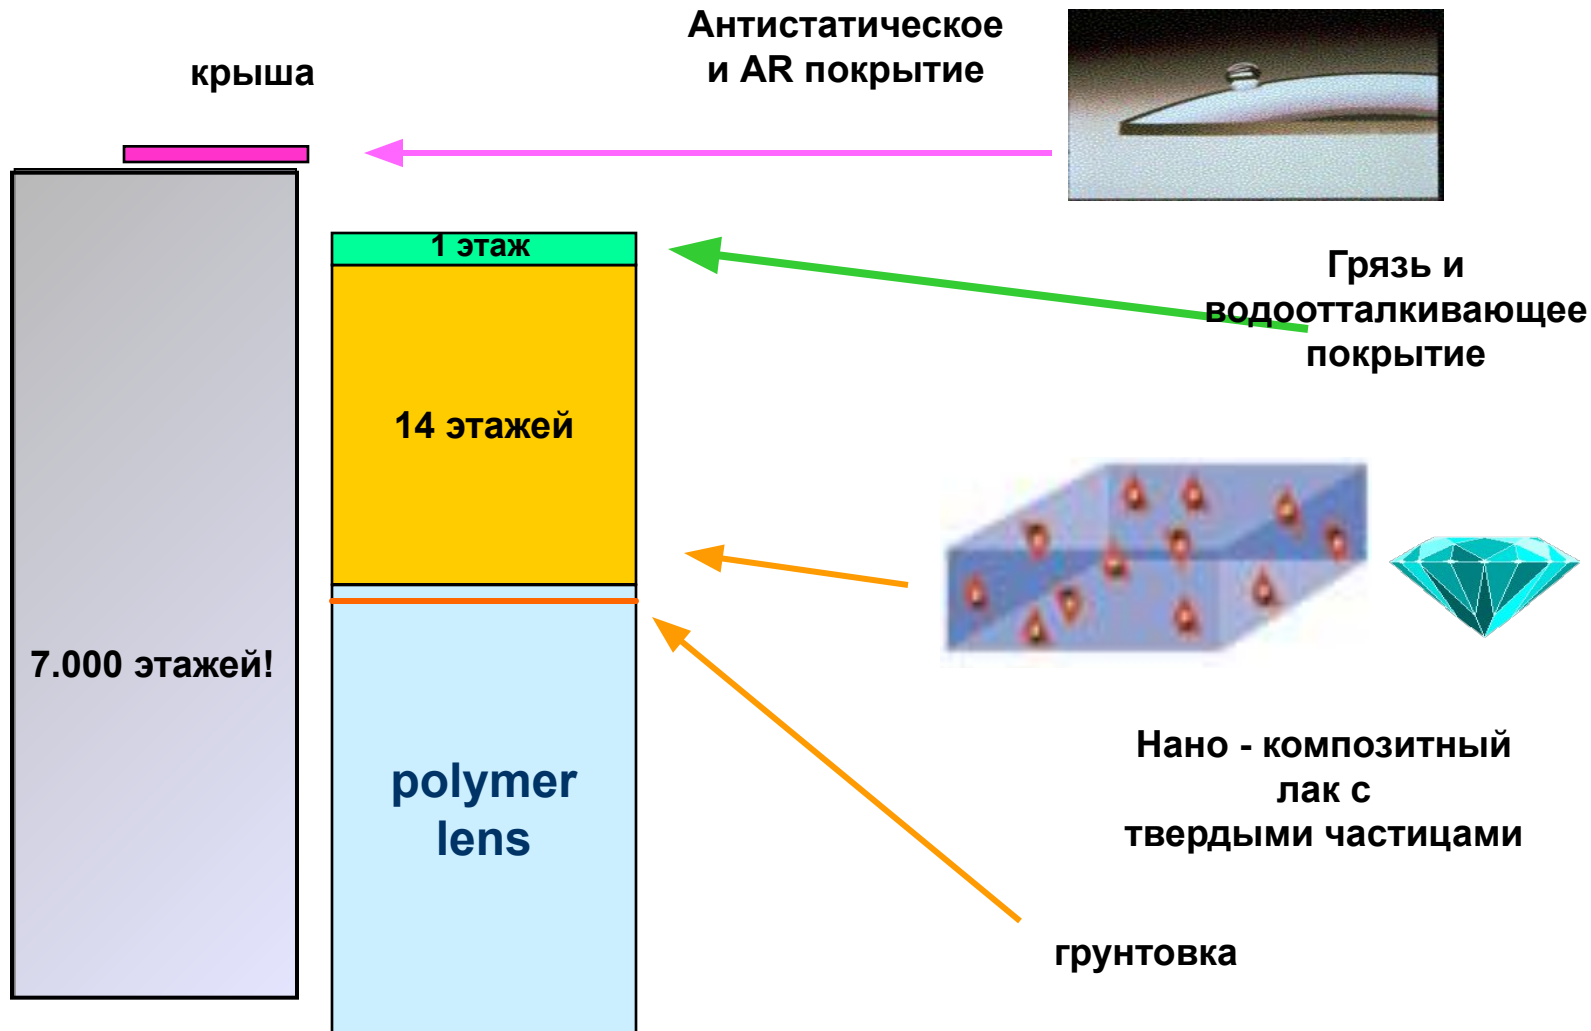 крыша
Антистатическое
и AR покрытие
1 этаж
Грязь и
водоотталкивающее
покрытие
14 этажей
7.000 этажей!
polymer
lens
Нано - композитный
лак с
твердыми частицами
грунтовка